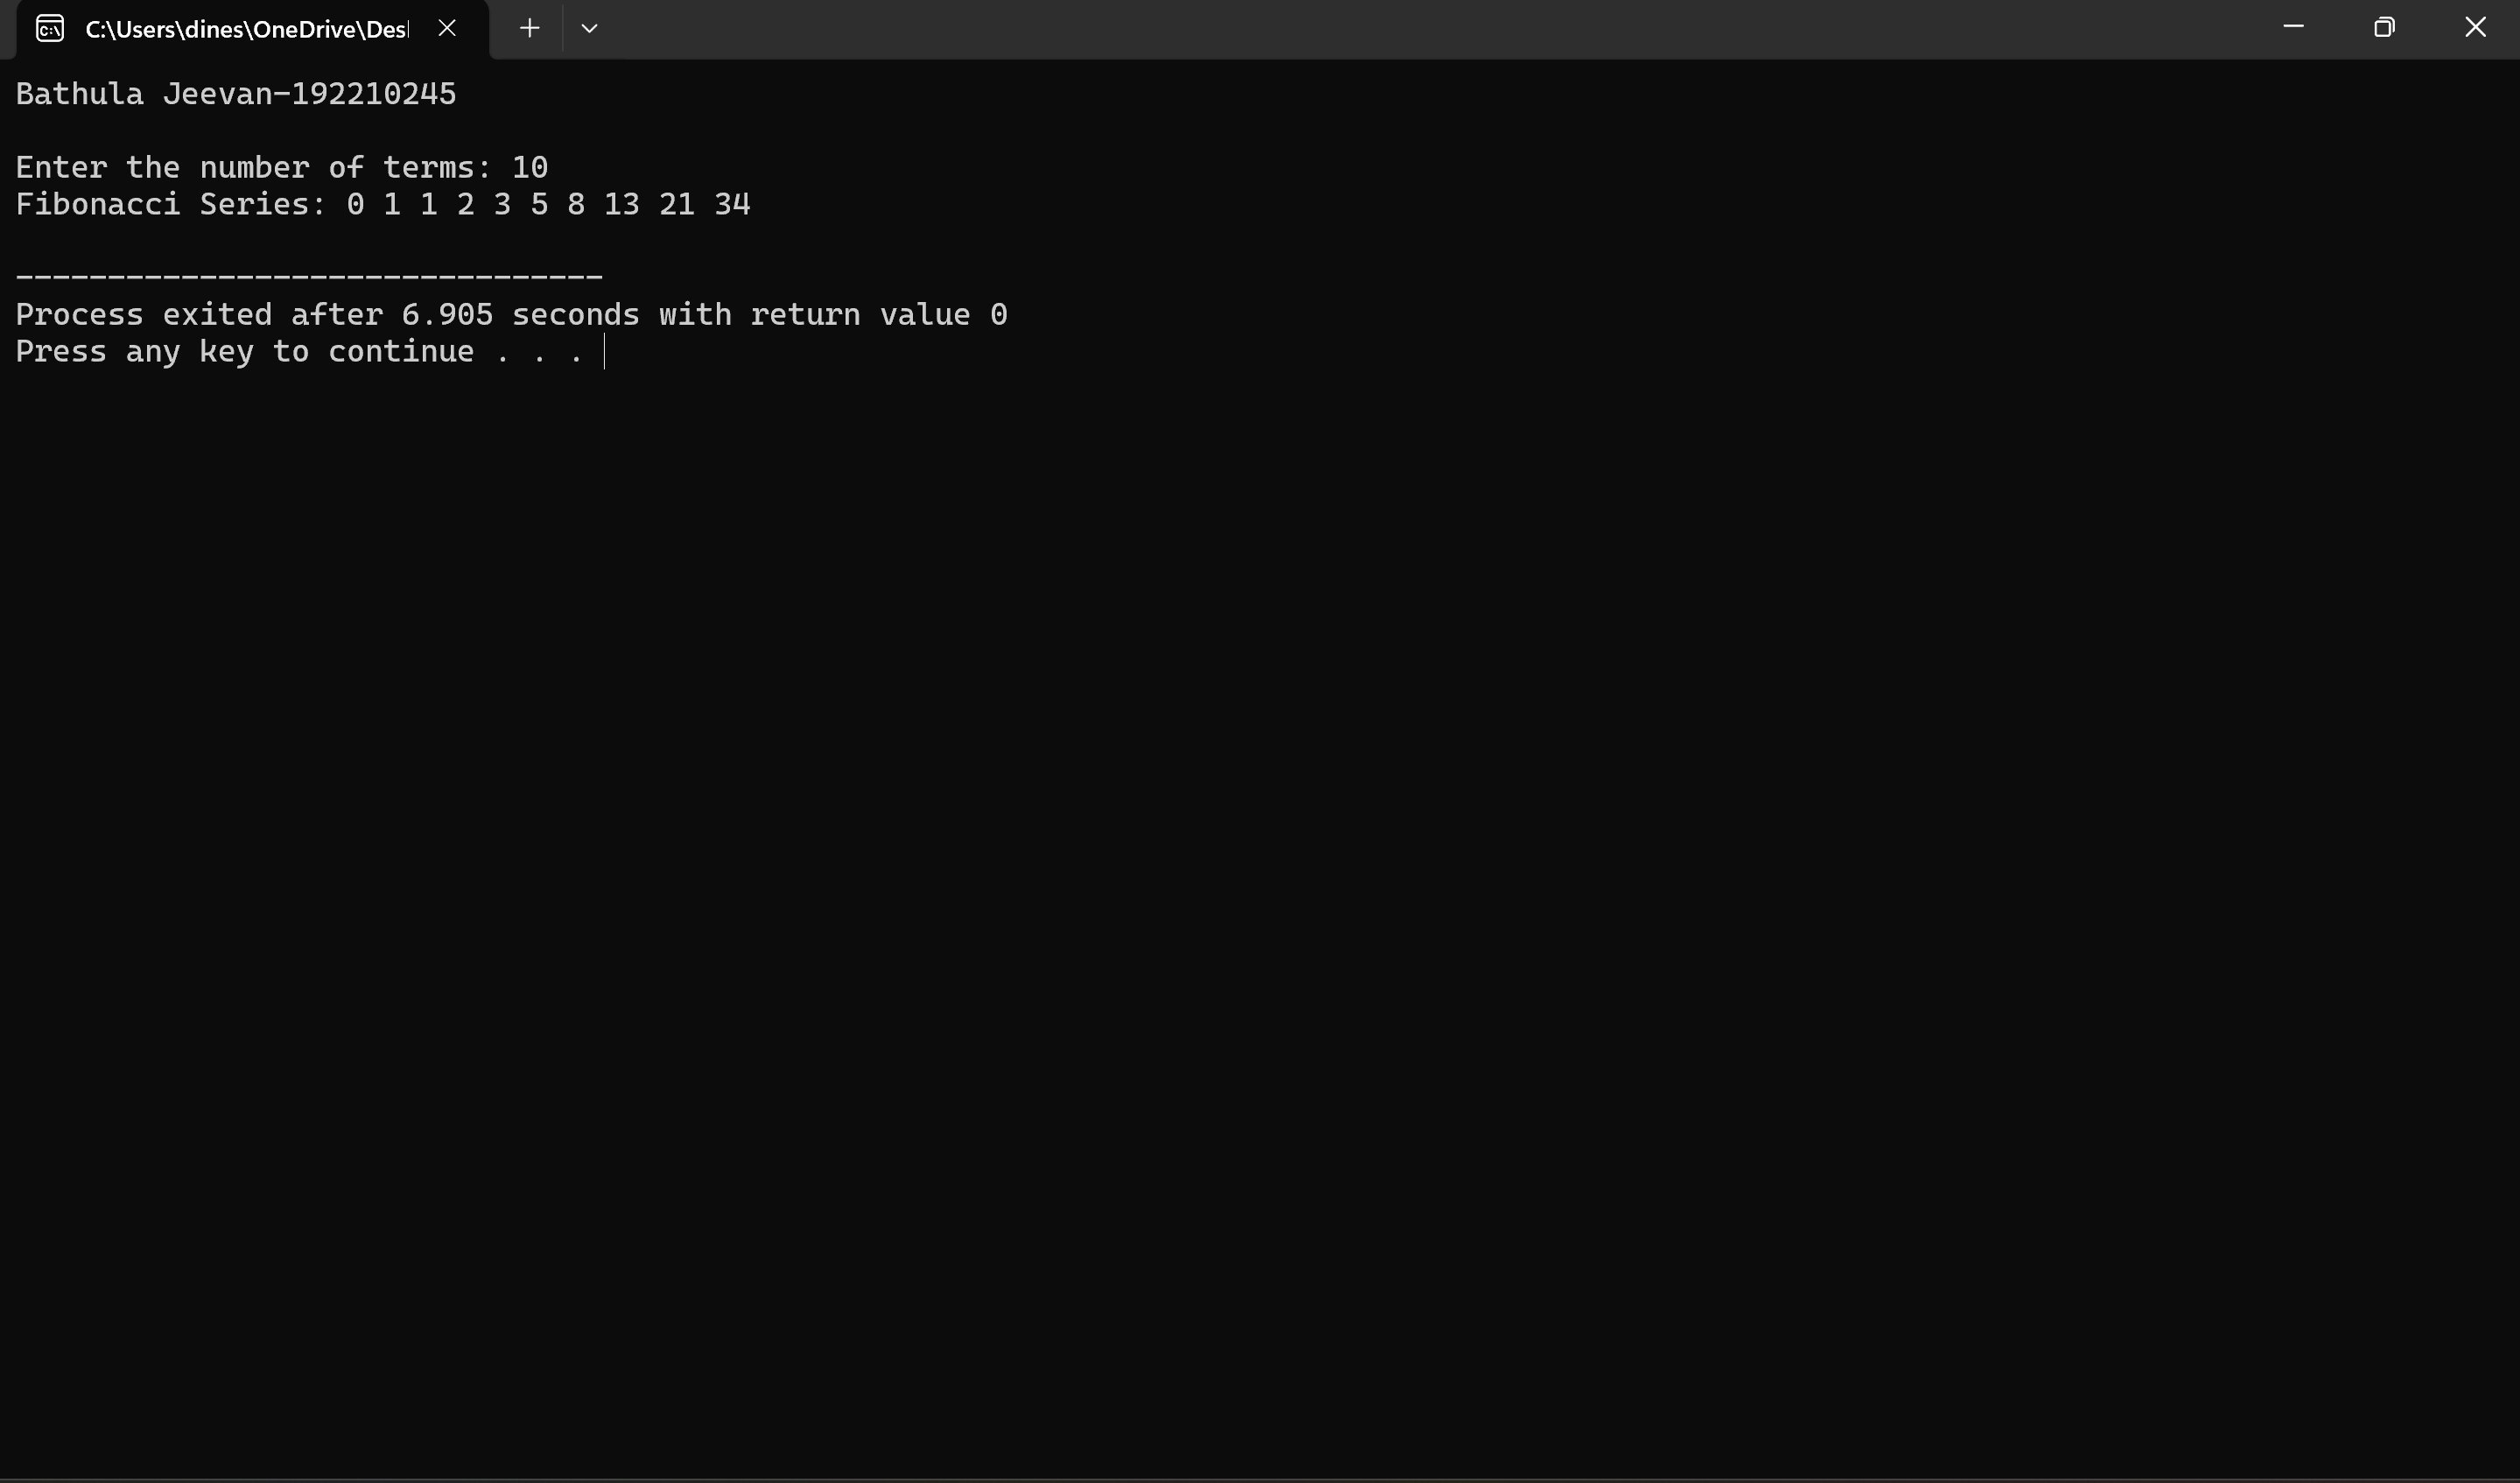 C:\Users\dines\OneDrive\Des
Bathula Jeevan-192210245
Enter the number of terms: 10
Fibonacci Series: 0 1 1 2 3 5 8 13 21 34
--------------------------------
Process exited after 6.905 seconds with return value 0
Press any key to continue . . .